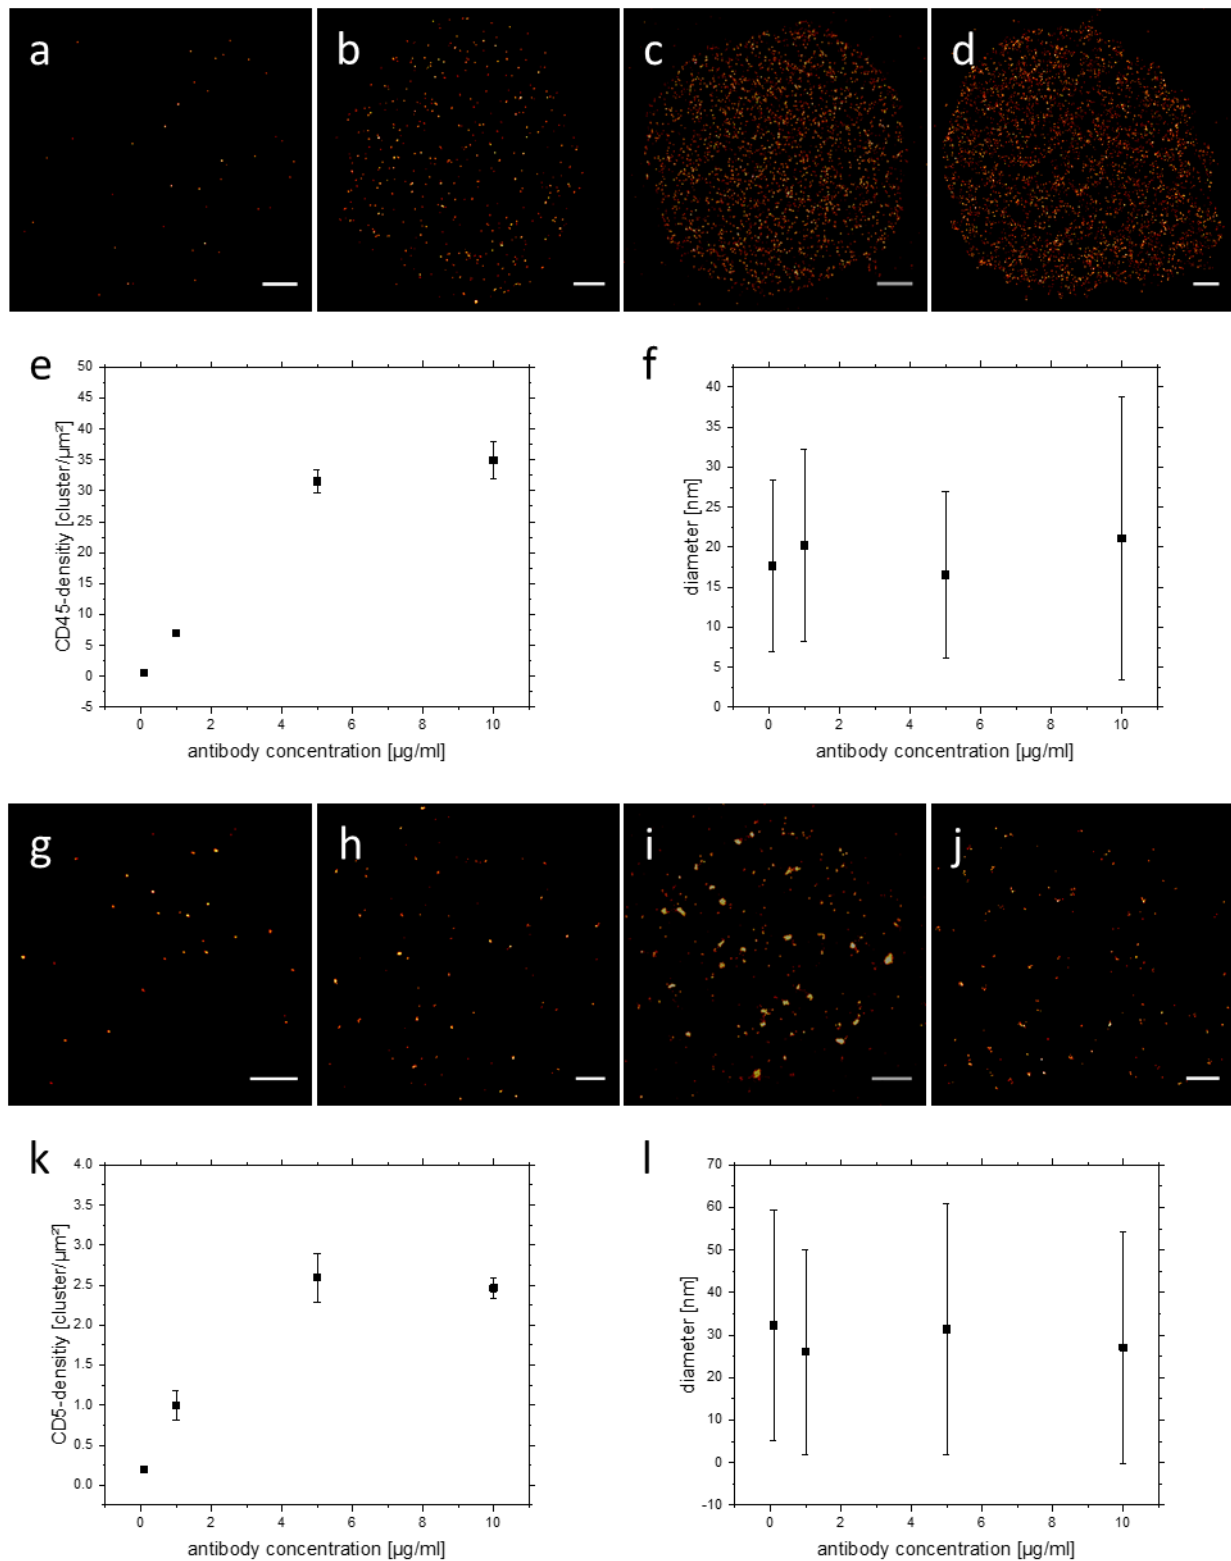 a
b
c
d
e
f
50
45
40
35
30
25
20
15
10
5
0
-5
CD45-densitiy [cluster/µm²]
0 2 4 6 8 10
antibody concentration [µg/ml]
40
35
30
25
20
15
10
5
0
diameter [nm]
0 2 4 6 8 10
antibody concentration [µg/ml]
g
h
i
j
k
l
4.0
3.5
3.0
2.5
2.0
1.5
1.0
0.5
0.0
CD5-densitiy [cluster/µm²]
0 2 4 6 8 10
antibody concentration [µg/ml]
70
60
50
40
30
20
10
0
-10
diameter [nm]
0 2 4 6 8 10
antibody concentration [µg/ml]